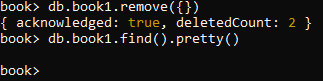 book> db.book1.remove({})
{ acknowledged: true, deletedCount: 2 }
book> db.book1.find().pretty()
book>